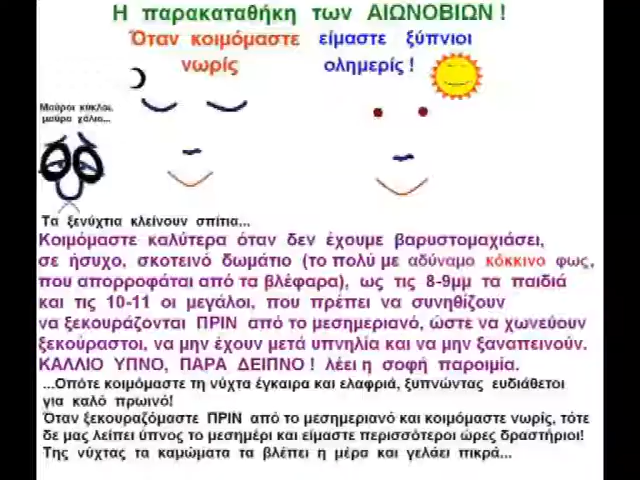 Η παρακαταθήκη των ΑΙΩΝΟΒΙΩΝ !
Όταν κοιμόμαστε είμαστε ξύπνιοι
νωρίς ολημερίς !
Μαύροι κύκλοι,
μαύρα χάλια...
Τα ξενύχτια κλείνουν σπίτια...
Κοιμόμαστε καλύτερα όταν δεν έχουμε βαρυστομαχιάσει,
σε ήσυχο, σκοτεινό δωμάτιο (το πολύ με αδύναμο κόκκινο φως,
που απορροφάται από τα βλέφαρα), ως τις 8-9μμ τα παιδιά
και τις 10-11 οι μεγάλοι, που πρέπει να συνηθίζουν
να ξεκουράζονται ΠΡΙΝ από το μεσημεριανό, ώστε να χωνεύουν
ξεκούραστοι, να μην έχουν μετά υπνηλία και να μην ξαναπεινούν.
ΚΑΛΛΙΟ ΥΠΝΟ, ΠΑΡΑ ΔΕΙΠΝΟ ! λέει η σοφή παροιμία.
...Οπότε κοιμόμαστε τη νύχτα έγκαιρα και ελαφριά, ξυπνώντας ευδιάθετοι
για καλό πρωινό!
Όταν ξεκουραζόμαστε ΠΡΙΝ από το μεσημεριανό και κοιμόμαστε νωρίς, τότε
δε μας λείπει ύπνος το μεσημέρι και είμαστε περισσότεροι ώρες δραστήριοι!
Της νύχτας τα καμώματα τα βλέπει η μέρα και γελάει πικρά...